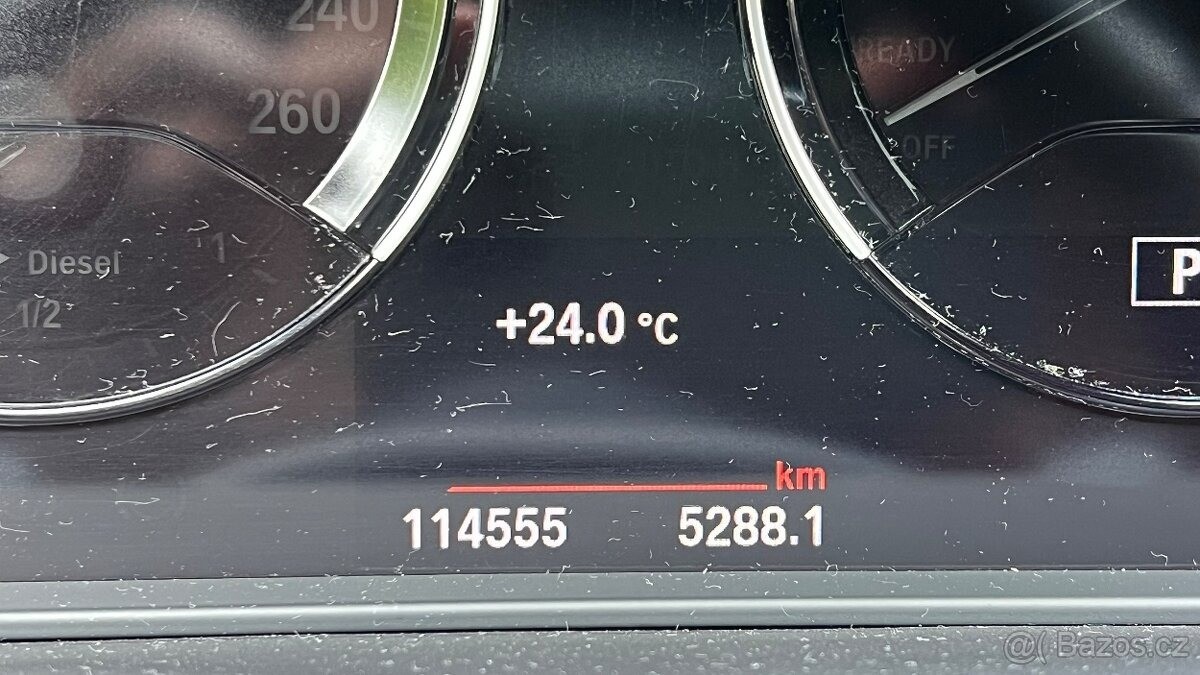 240
260
READY
OFF
Diesel
1
1/2
P
+24.0 °C
km
114555 5288.1
@( Bazos.cz